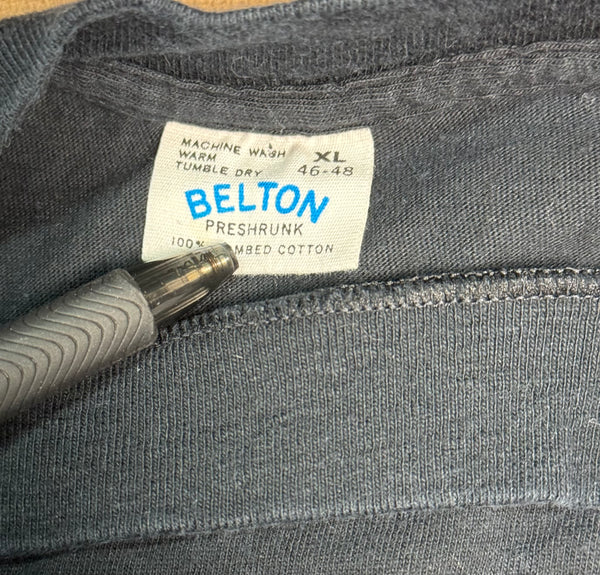 MACHINE WASH XL
WARM 46-48
TUMBLE DRY
BELTON
PRESHRUNK
100% COTTON